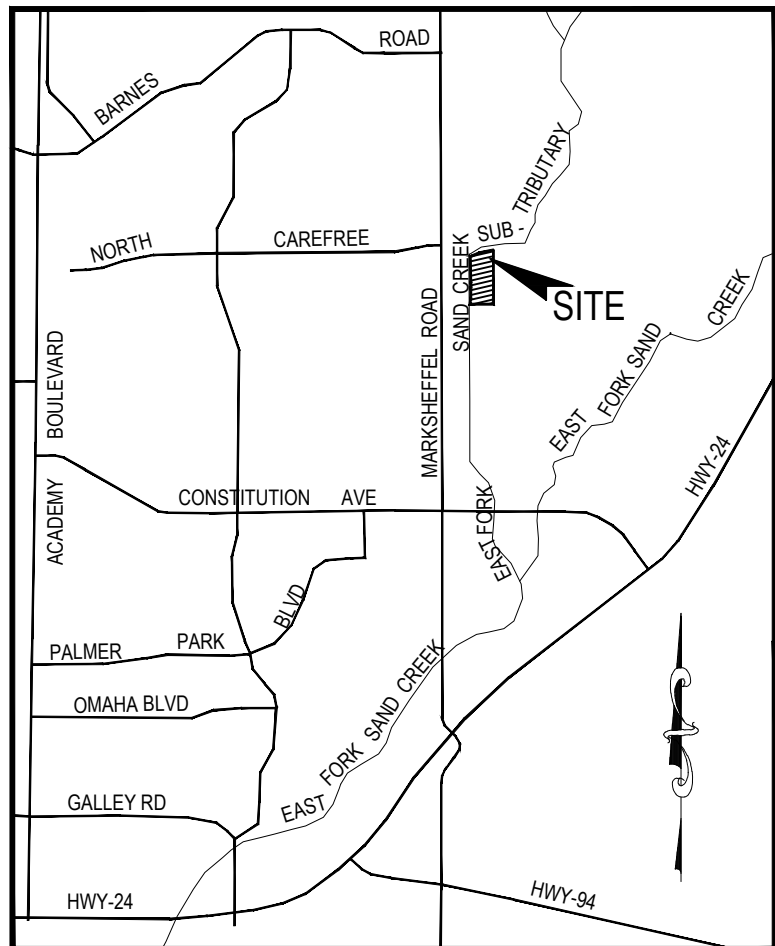 ROAD
BARNES
TRIBUTARY
SUB -
NORTH
CAREFREE
SAND CREEK
SITE
MARKSHEFFEL ROAD
CREEK
EAST FORK SAND
BOULEVARD
ACADEMY
HWY-24
CONSTITUTION AVE
EAST FORK
BLVD
PALMER PARK
OMAHA BLVD
EAST FORK SAND CREEK
GALLEY RD
HWY-24
HWY-94